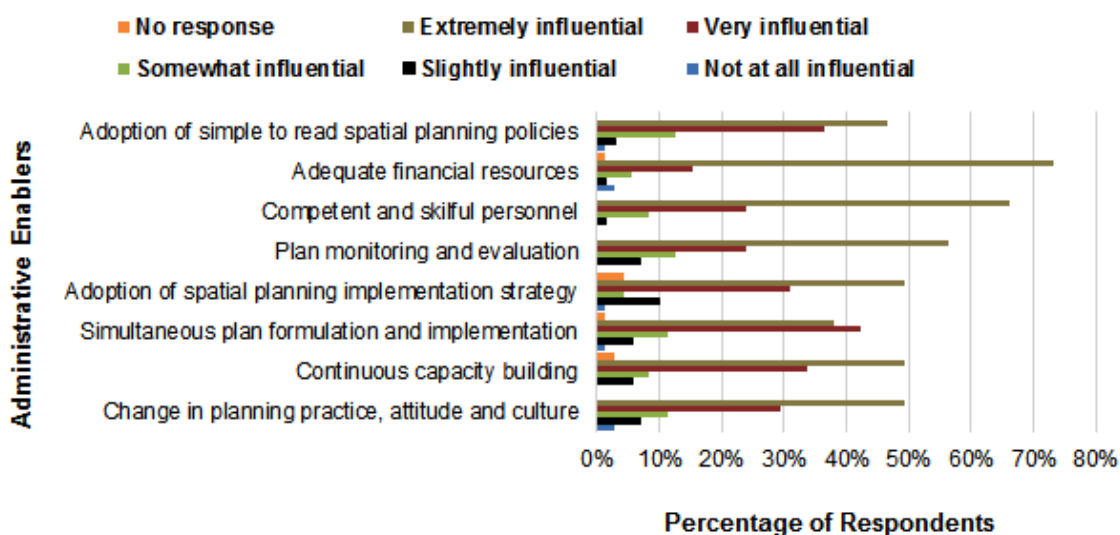 No response Extremely influential Very influential
Somewhat influential Slightly influential Not at all influential
Administrative Enablers
Adoption of simple to read spatial planning policies
Adequate financial resources
Competent and skilful personnel
Plan monitoring and evaluation
Adoption of spatial planning implementation strategy
Simultaneous plan formulation and implementation
Continuous capacity building
Change in planning practice, attitude and culture
0% 10% 20% 30% 40% 50% 60% 70% 80%
Percentage of Respondents